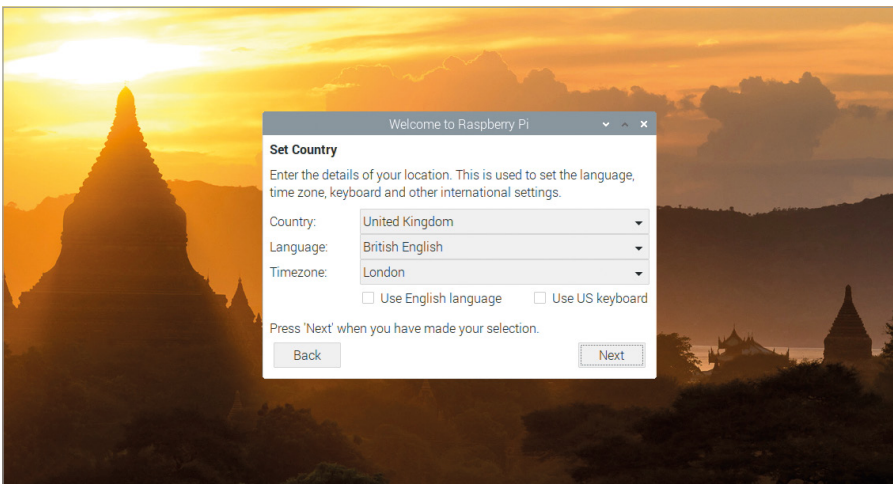 Welcome to Raspberry Pi
Set Country
Enter the details of your location. This is used to set the language,
time zone, keyboard and other international settings.
Country: United Kingdom
Language: British English
Timezone: London
Use English language Use US keyboard
Press 'Next' when you have made your selection.
Back Next